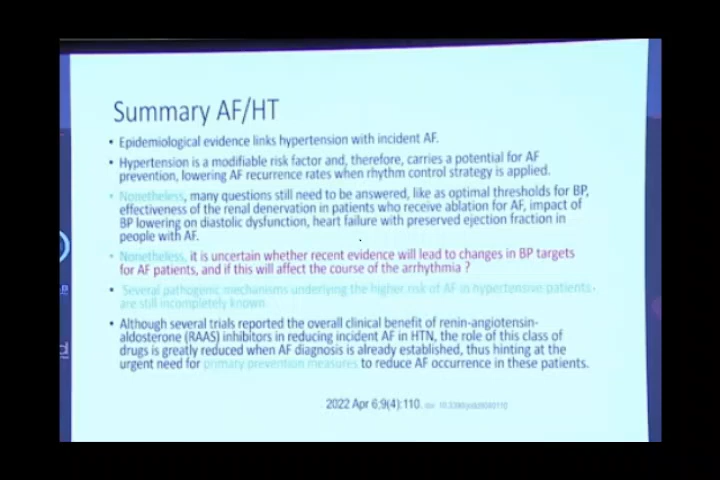 Summary AF/HT
• Epidemiological evidence links hypertension with incident AF.
• Hypertension is a modifiable risk factor and, therefore, carries a potential for AF
prevention, lowering AF recurrence rates when rhythm control strategy is applied.
• Nonetheless, many questions still need to be answered, like as optimal thresholds for BP,
effectiveness of the renal denervation in patients who receive ablation for AF, impact of
BP lowering on diastolic dysfunction, heart failure with preserved ejection fraction in
people with AF.
• Nonetheless, it is uncertain whether recent evidence will lead to changes in BP targets
for AF patients, and if this will affect the course of the arrhythmia ?
• Several pathogenic mechanisms underlying the higher risk of AF in hypertensive patients
are still incompletely known.
• Although several trials reported the overall clinical benefit of renin-angiotensin-
aldosterone (RAAS) inhibitors in reducing incident AF in HTN, the role of this class of
drugs is greatly reduced when AF diagnosis is already established, thus hinting at the
urgent need for primary prevention measures to reduce AF occurrence in these patients.
2022 Apr 6;9(4):110. doi: